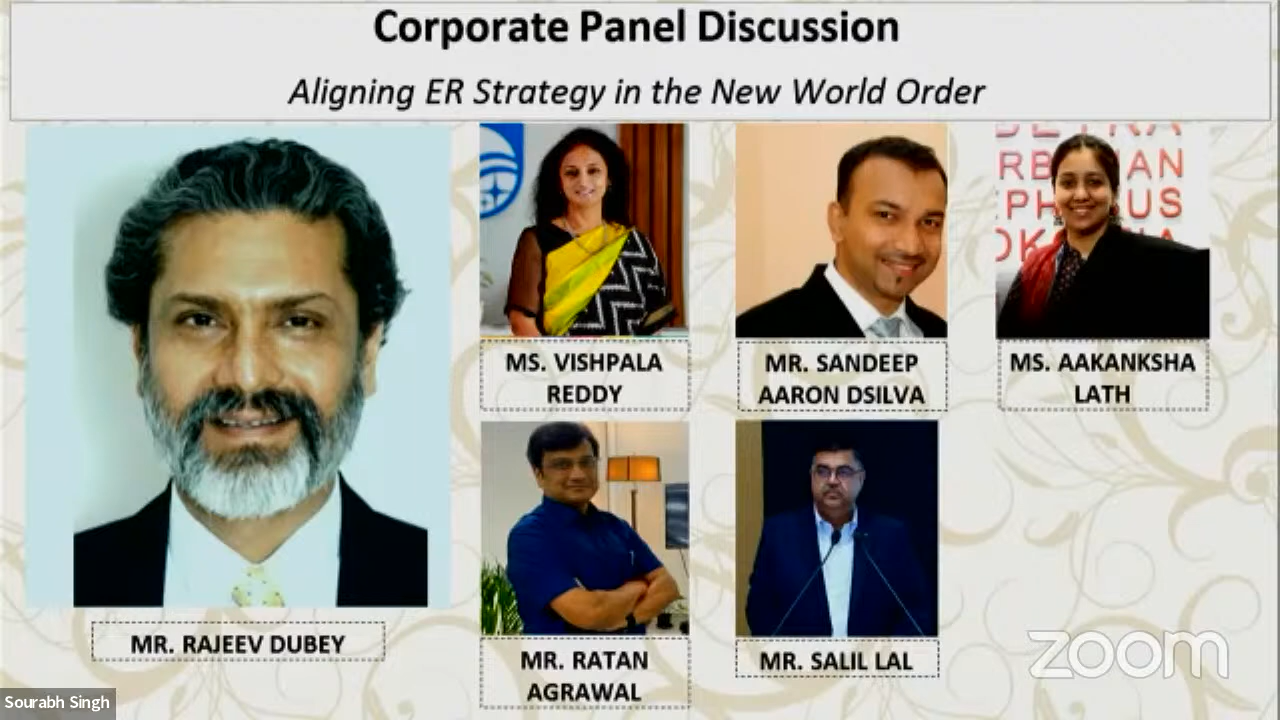 Corporate Panel Discussion
Aligning ER Strategy in the New World Order
MS. VISHPALA
REDDY
MR. SANDEEP
AARON DSILVA
MS. AAKANKSHA
LATH
MR. RAJEEV DUBEY
MR. RATAN
AGRAWAL
MR. SALIL LAL
zoom
Sourabh Singh